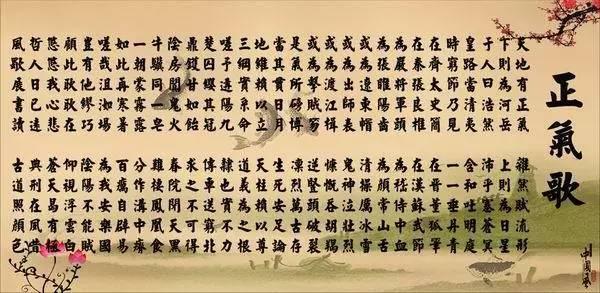 正氣歌
天地有正氣 雜然賦流形
下則為河岳 上則為日星
于人曰浩然 沛乎塞蒼冥
皇路當清夷 含和吐明庭
時窮節乃見 一一垂丹青
在齊太史簡 在晉董狐筆
在秦張良椎 在漢蘇武節
為嚴將軍頭 為嵇侍中血
為張睢陽齒 為顏常山舌
或為遼東帽 清操厲冰雪
或為出師表 鬼神泣壯烈
或為渡江楫 慷慨吞胡羯
或為擊賊笏 逆豎頭破裂
是氣所磅礡 凜烈萬古存
當其貫日月 生死安足論
地維賴以立 天柱賴以尊
三綱實系命 道義為之根
嗟予遘陽九 隸也實不力
楚囚纓其冠 傳車送窮北
鼎鑊甘如飴 求之不可得
陰房闐鬼火 春院閟天黑
牛驥同一皂 雞棲鳳凰食
一朝蒙霧露 分作溝中瘠
如此再寒暑 百癘自辟易
嗟哉沮洳場 為我安樂國
豈有他繆巧 陰陽不能賊
顧此耿耿在 仰視浮雲白
悠悠我心悲 蒼天曷有極
哲人日已遠 典刑在夙昔
風簷展書讀 古道照顏色
中國風